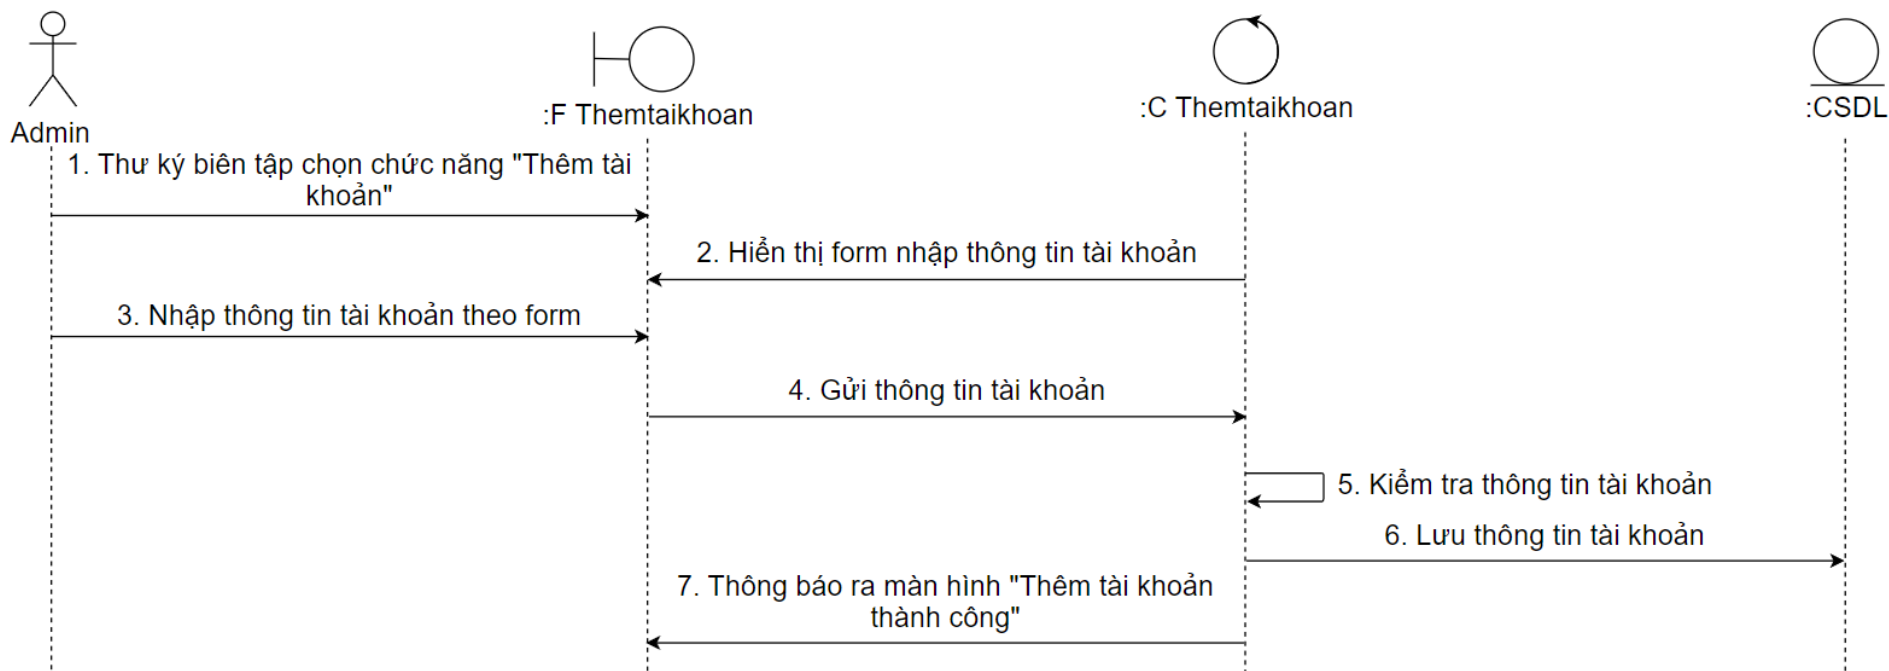 Admin
:F Themtaikhoan
:C Themtaikhoan
:CSDL
1. Thư ký biên tập chọn chức năng "Thêm tài
khoản"
2. Hiển thị form nhập thông tin tài khoản
3. Nhập thông tin tài khoản theo form
4. Gửi thông tin tài khoản
5. Kiểm tra thông tin tài khoản
6. Lưu thông tin tài khoản
7. Thông báo ra màn hình "Thêm tài khoản
thành công"